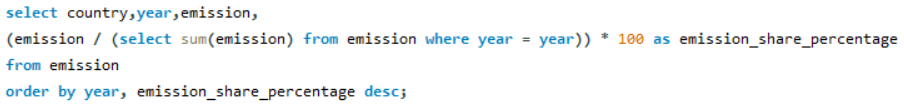 select country,year,emission,
(emission / (select sum(emission) from emission where year = year)) * 100 as emission_share_percentage
from emission
order by year, emission_share_percentage desc;